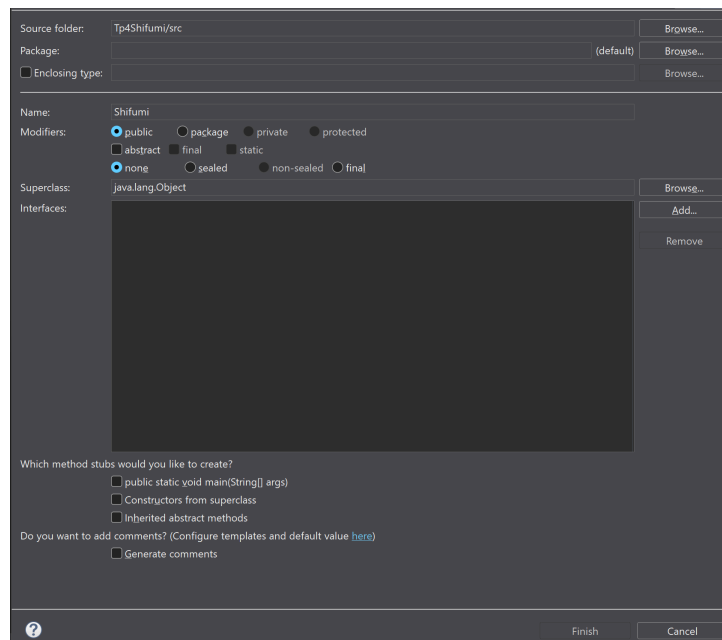 Source folder: Tp4Shifumi/src Browse...
Package: (default) Browse...
Enclosing type: Browse...
Name: Shifumi
Modifiers: public package private protected
abstract final static
none sealed non-sealed final
Superclass: java.lang.Object Browse...
Interfaces: Add...
Remove
Which method stubs would you like to create?
public static void main(String[] args)
Constructors from superclass
Inherited abstract methods
Do you want to add comments? (Configure templates and default value here)
Generate comments
? Finish Cancel